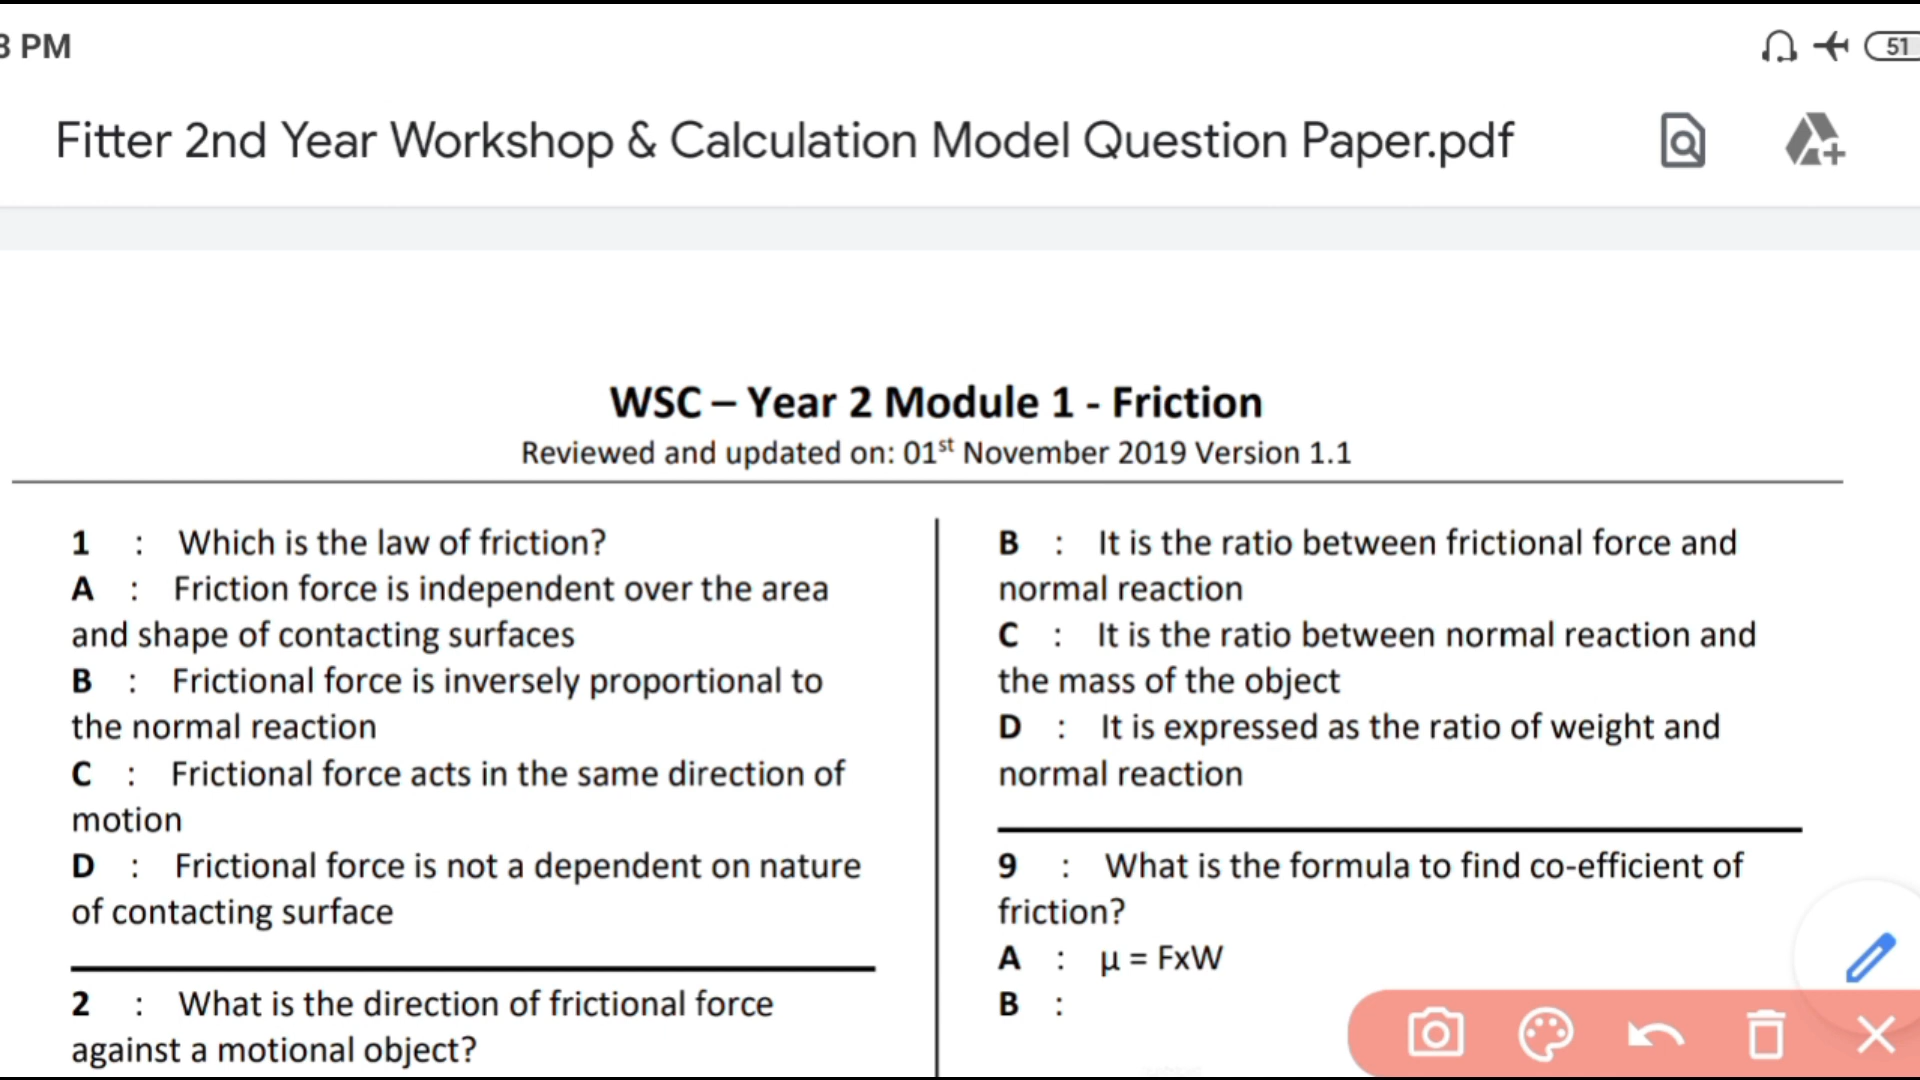 3 PM
51
Fitter 2nd Year Workshop & Calculation Model Question Paper.pdf
WSC – Year 2 Module 1 - Friction
Reviewed and updated on: 01st November 2019 Version 1.1
1 : Which is the law of friction?
A : Friction force is independent over the area
and shape of contacting surfaces
B : Frictional force is inversely proportional to
the normal reaction
C : Frictional force acts in the same direction of
motion
D : Frictional force is not a dependent on nature
of contacting surface
2 : What is the direction of frictional force
against a motional object?
B : It is the ratio between frictional force and
normal reaction
C : It is the ratio between normal reaction and
the mass of the object
D : It is expressed as the ratio of weight and
normal reaction
9 : What is the formula to find co-efficient of
friction?
A : μ = FxW
B :